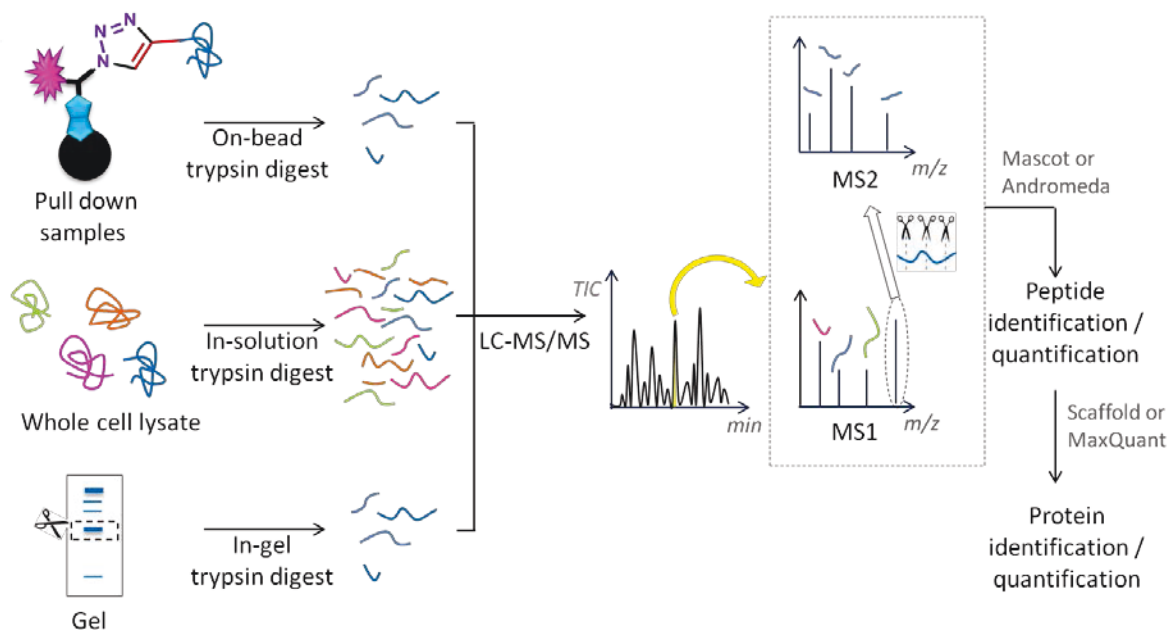 N
N
N
Pull down
samples
On-bead
trypsin digest
Whole cell lysate
In-solution
trypsin digest
Gel
In-gel
trypsin digest
LC-MS/MS
TIC
min
MS2
m/z
MS1
m/z
Mascot or
Andromeda
Peptide
identification /
quantification
Scaffold or
MaxQuant
Protein
identification /
quantification